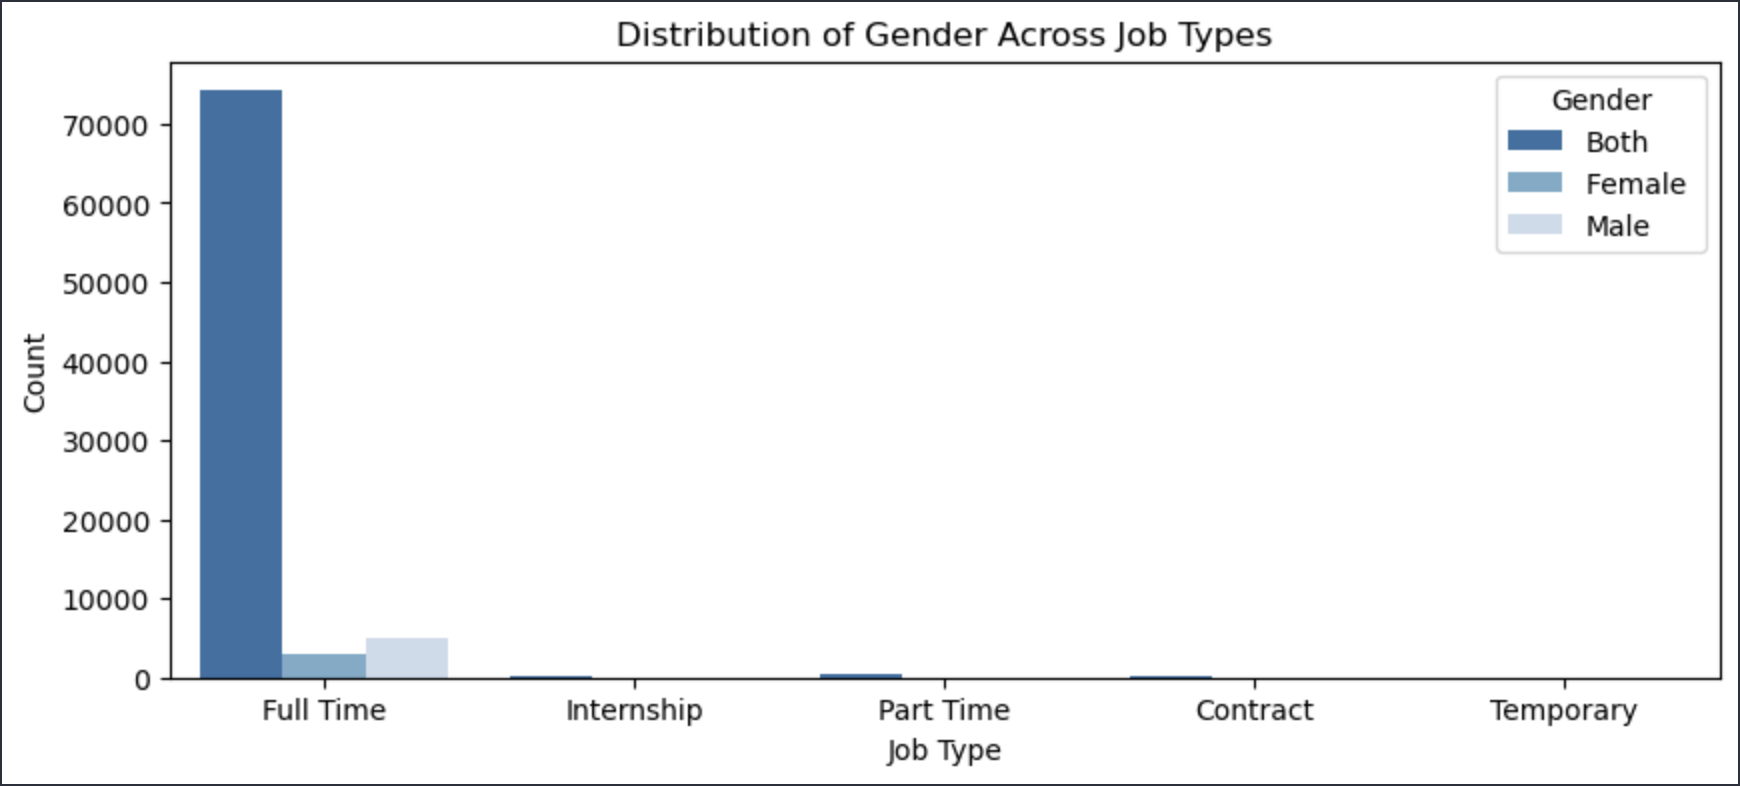 Distribution of Gender Across Job Types
Gender
Both
Female
Male
Count
70000
60000
50000
40000
30000
20000
10000
0
Full Time
Internship
Part Time
Contract
Temporary
Job Type